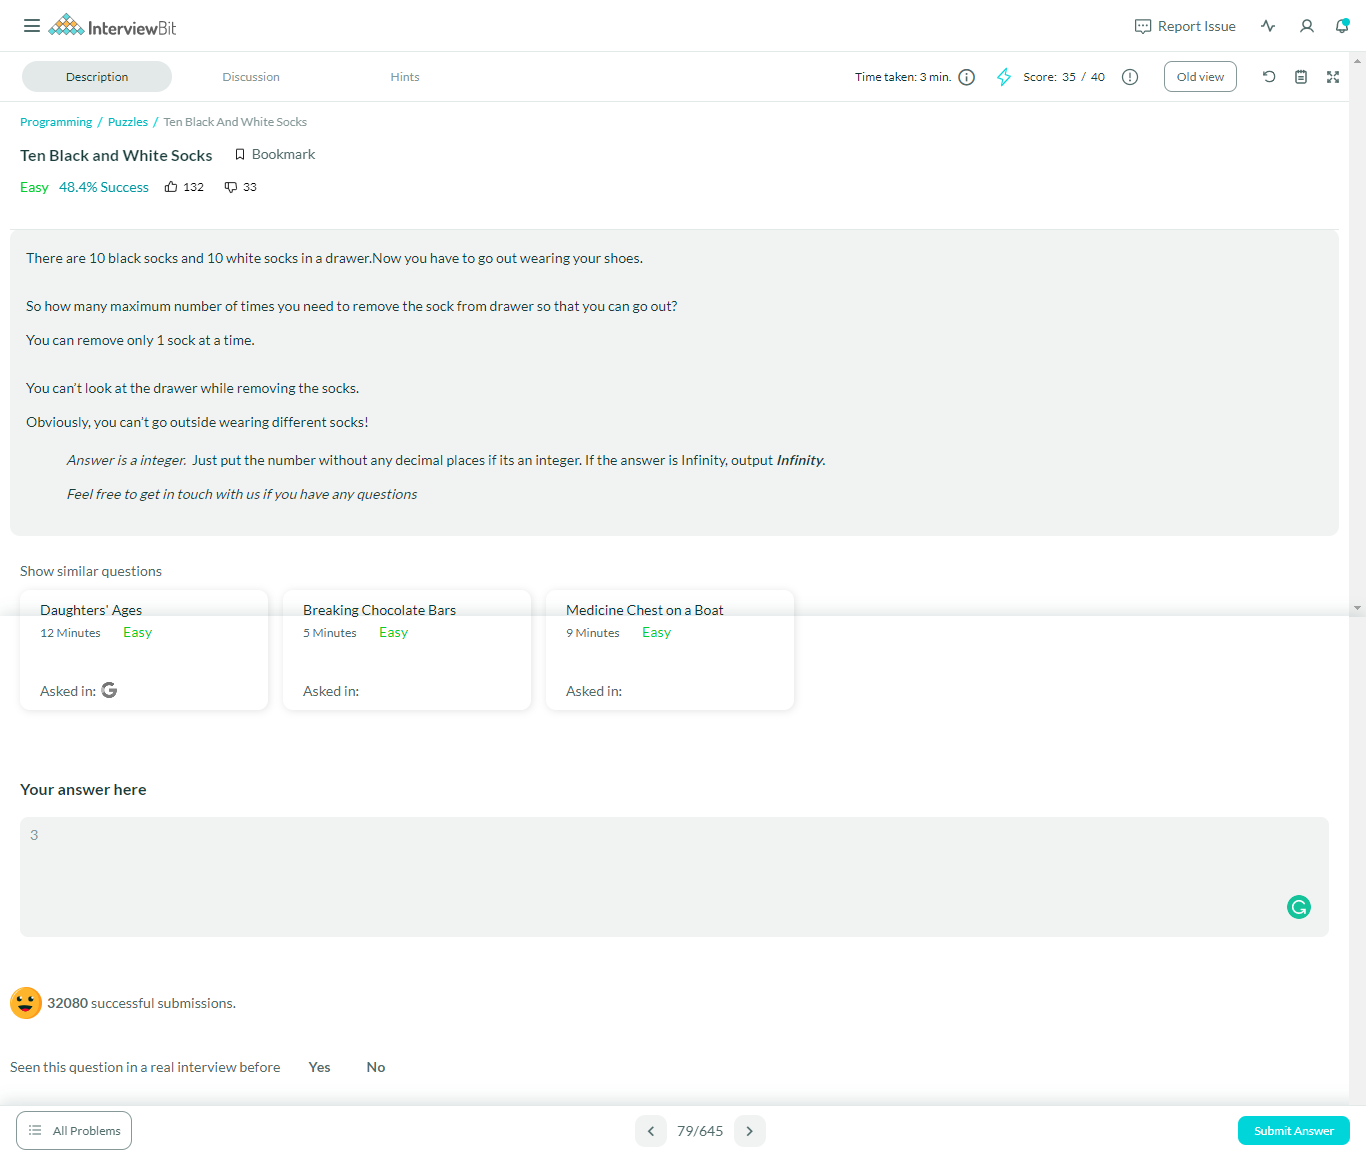 InterviewBit
Report Issue
Description
Discussion
Hints
Time taken: 3 min.
Score: 35 / 40
Old view
Programming / Puzzles / Ten Black And White Socks
Ten Black and White Socks
Bookmark
Easy 48.4% Success 132 33
There are 10 black socks and 10 white socks in a drawer.Now you have to go out wearing your shoes.
So how many maximum number of times you need to remove the sock from drawer so that you can go out?
You can remove only 1 sock at a time.
You can’t look at the drawer while removing the socks.
Obviously, you can’t go outside wearing different socks!
Answer is a integer. Just put the number without any decimal places if its an integer. If the answer is Infinity, output Infinity.
Feel free to get in touch with us if you have any questions
Show similar questions
Daughters' Ages
12 Minutes Easy
Asked in:
Breaking Chocolate Bars
5 Minutes Easy
Asked in:
Medicine Chest on a Boat
9 Minutes Easy
Asked in:
Your answer here
3
32080 successful submissions.
Seen this question in a real interview before Yes No
All Problems
79/645
Submit Answer